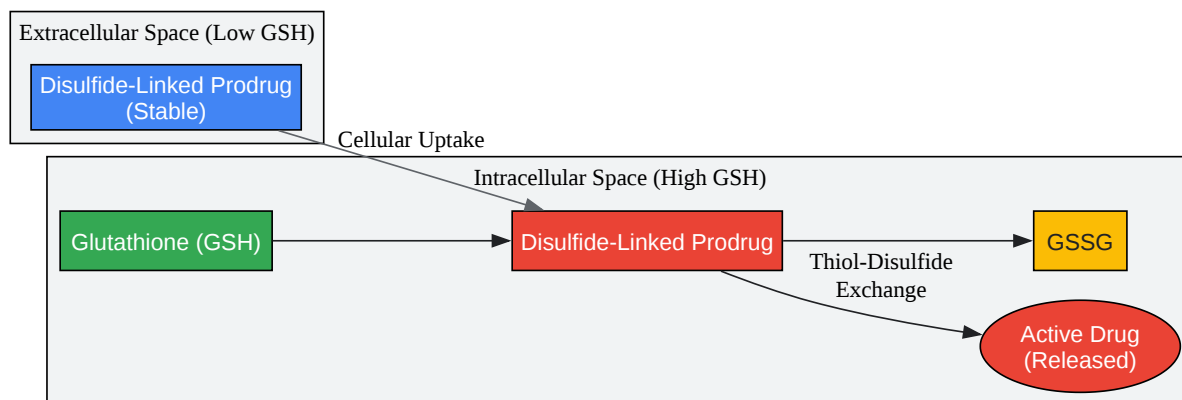 Extracellular Space (Low GSH)
Disulfide-Linked Prodrug
(Stable)
Cellular Uptake
Intracellular Space (High GSH)
Glutathione (GSH)
Disulfide-Linked Prodrug
GSSG
Thiol-Disulfide
Exchange
Active Drug
(Released)